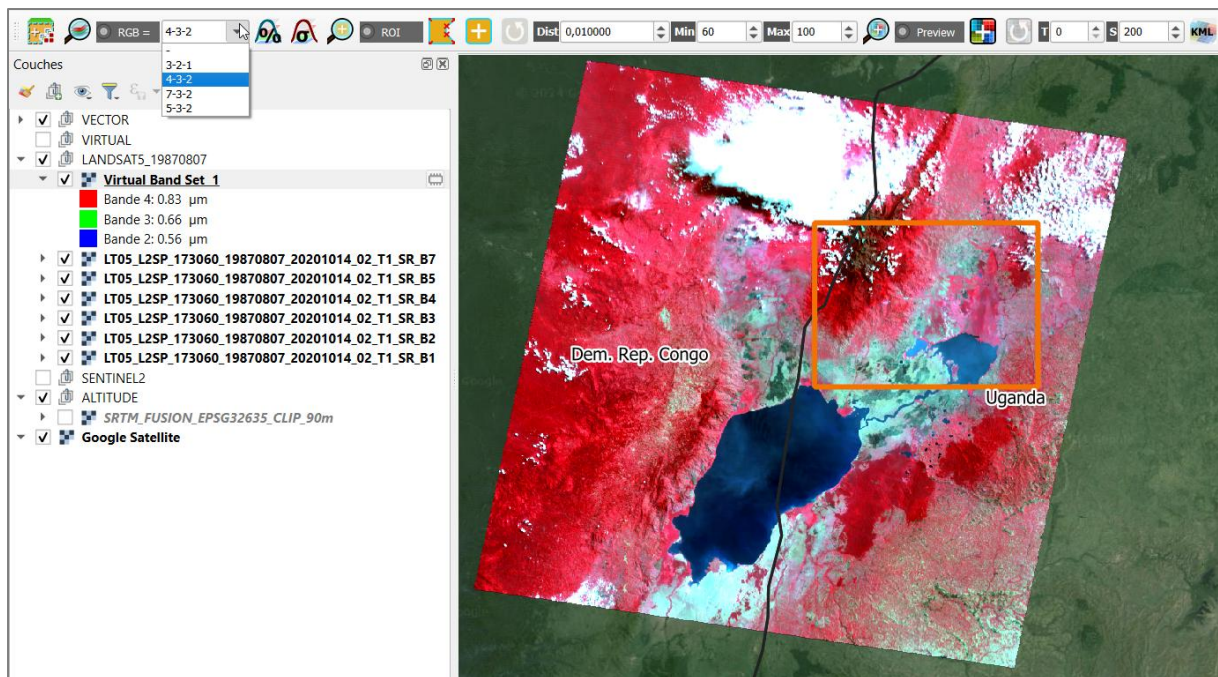 RGB = 4-3-2 ROI Dist 0,010000 Min 60 Max 100 Preview T 0 S 200 KML
-
3-2-1
4-3-2
7-3-2
5-3-2
Couches
VECTOR
VIRTUAL
LANDSAT5_19870807
Virtual Band Set 1
Bande 4: 0.83 µm
Bande 3: 0.66 µm
Bande 2: 0.56 µm
LT05_L2SP_173060_19870807_20201014_02_T1_SR_B7
LT05_L2SP_173060_19870807_20201014_02_T1_SR_B5
LT05_L2SP_173060_19870807_20201014_02_T1_SR_B4
LT05_L2SP_173060_19870807_20201014_02_T1_SR_B3
LT05_L2SP_173060_19870807_20201014_02_T1_SR_B2
LT05_L2SP_173060_19870807_20201014_02_T1_SR_B1
SENTINEL2
ALTITUDE
SRTM_FUSION_EPSG32635_CLIP_90m
Google Satellite
Dem. Rep. Congo
Uganda